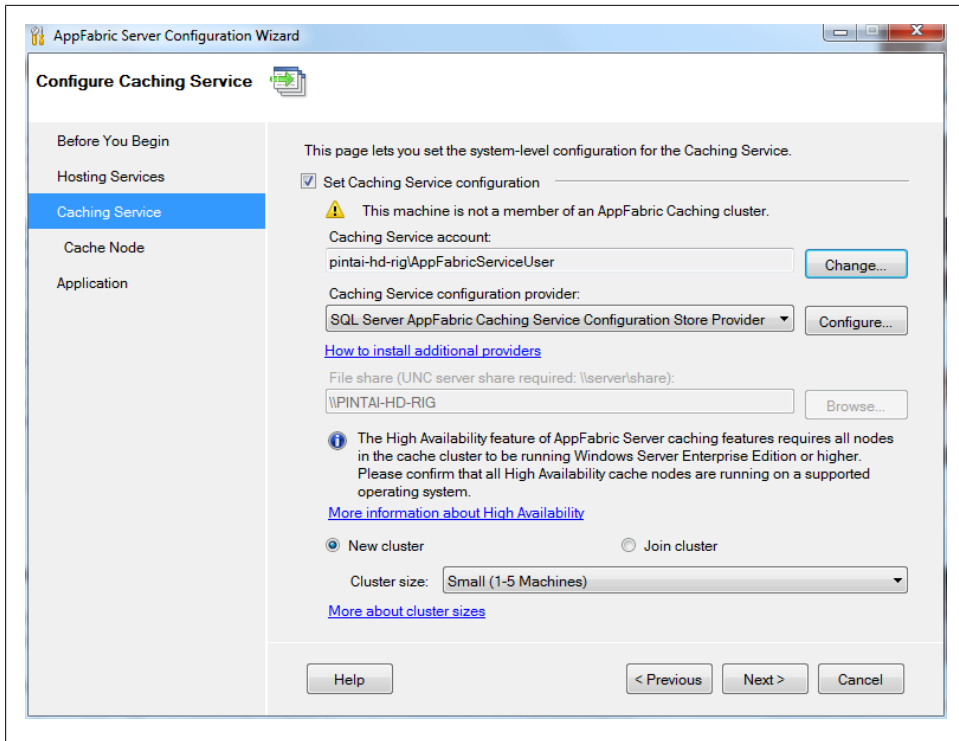 AppFabric Server Configuration Wizard
Configure Caching Service
Before You Begin
Hosting Services
Caching Service
Cache Node
Application
This page lets you set the system-level configuration for the Caching Service.
Set Caching Service configuration
This machine is not a member of an AppFabric Caching cluster.
Caching Service account:
pintai-hd-rig\AppFabricServiceUser
Change...
Caching Service configuration provider:
SQL Server AppFabric Caching Service Configuration Store Provider
Configure...
How to install additional providers
File share (UNC server share required: \\server\share):
\\PINTAI-HD-RIG
Browse...
The High Availability feature of AppFabric Server caching features requires all nodes
in the cache cluster to be running Windows Server Enterprise Edition or higher.
Please confirm that all High Availability cache nodes are running on a supported
operating system.
More information about High Availability
New cluster
Join cluster
Cluster size:
Small (1-5 Machines)
More about cluster sizes
Help
< Previous
Next >
Cancel